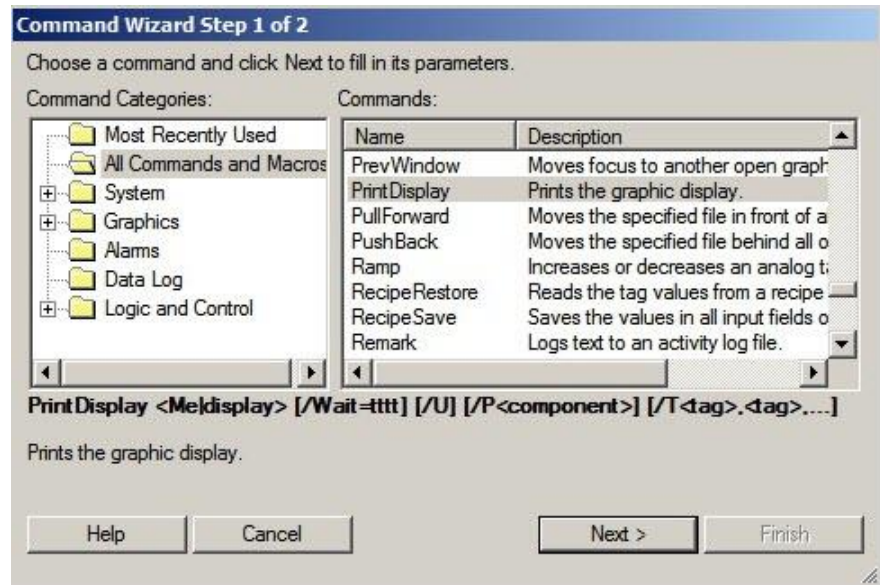 Command Wizard Step 1 of 2
Choose a command and click Next to fill in its parameters.
Command Categories:
Most Recently Used
All Commands and Macros
System
Graphics
Alarms
Data Log
Logic and Control
Commands:
Name Description
PrevWindow Moves focus to another open graph
PrintDisplay Prints the graphic display.
PullForward Moves the specified file in front of a
PushBack Moves the specified file behind all o
Ramp Increases or decreases an analog t
RecipeRestore Reads the tag values from a recipe
RecipeSave Saves the values in all input fields o
Remark Logs text to an activity log file.
PrintDisplay <Me|display> [/Wait=tttt] [/U] [/P<component>] [/T<tag>,<tag>,...]
Prints the graphic display.
Help Cancel Next > Finish